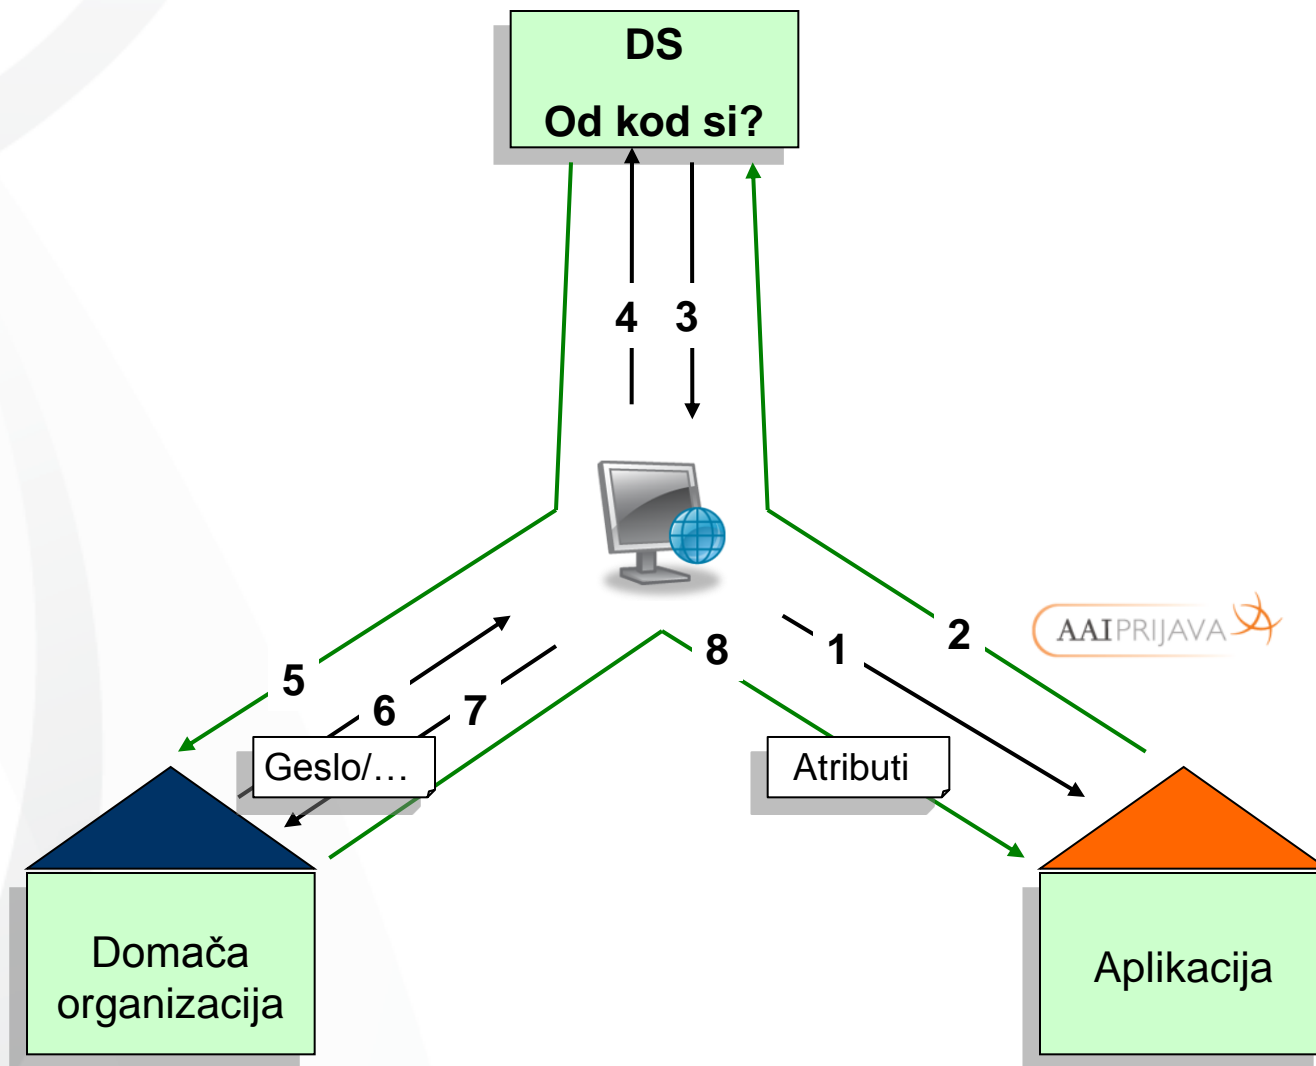 DS
Od kod si?
4 3
5
6 7
8 1 2
AAIPRIJAVA
Geslo/…
Atributi
Domača
organizacija
Aplikacija